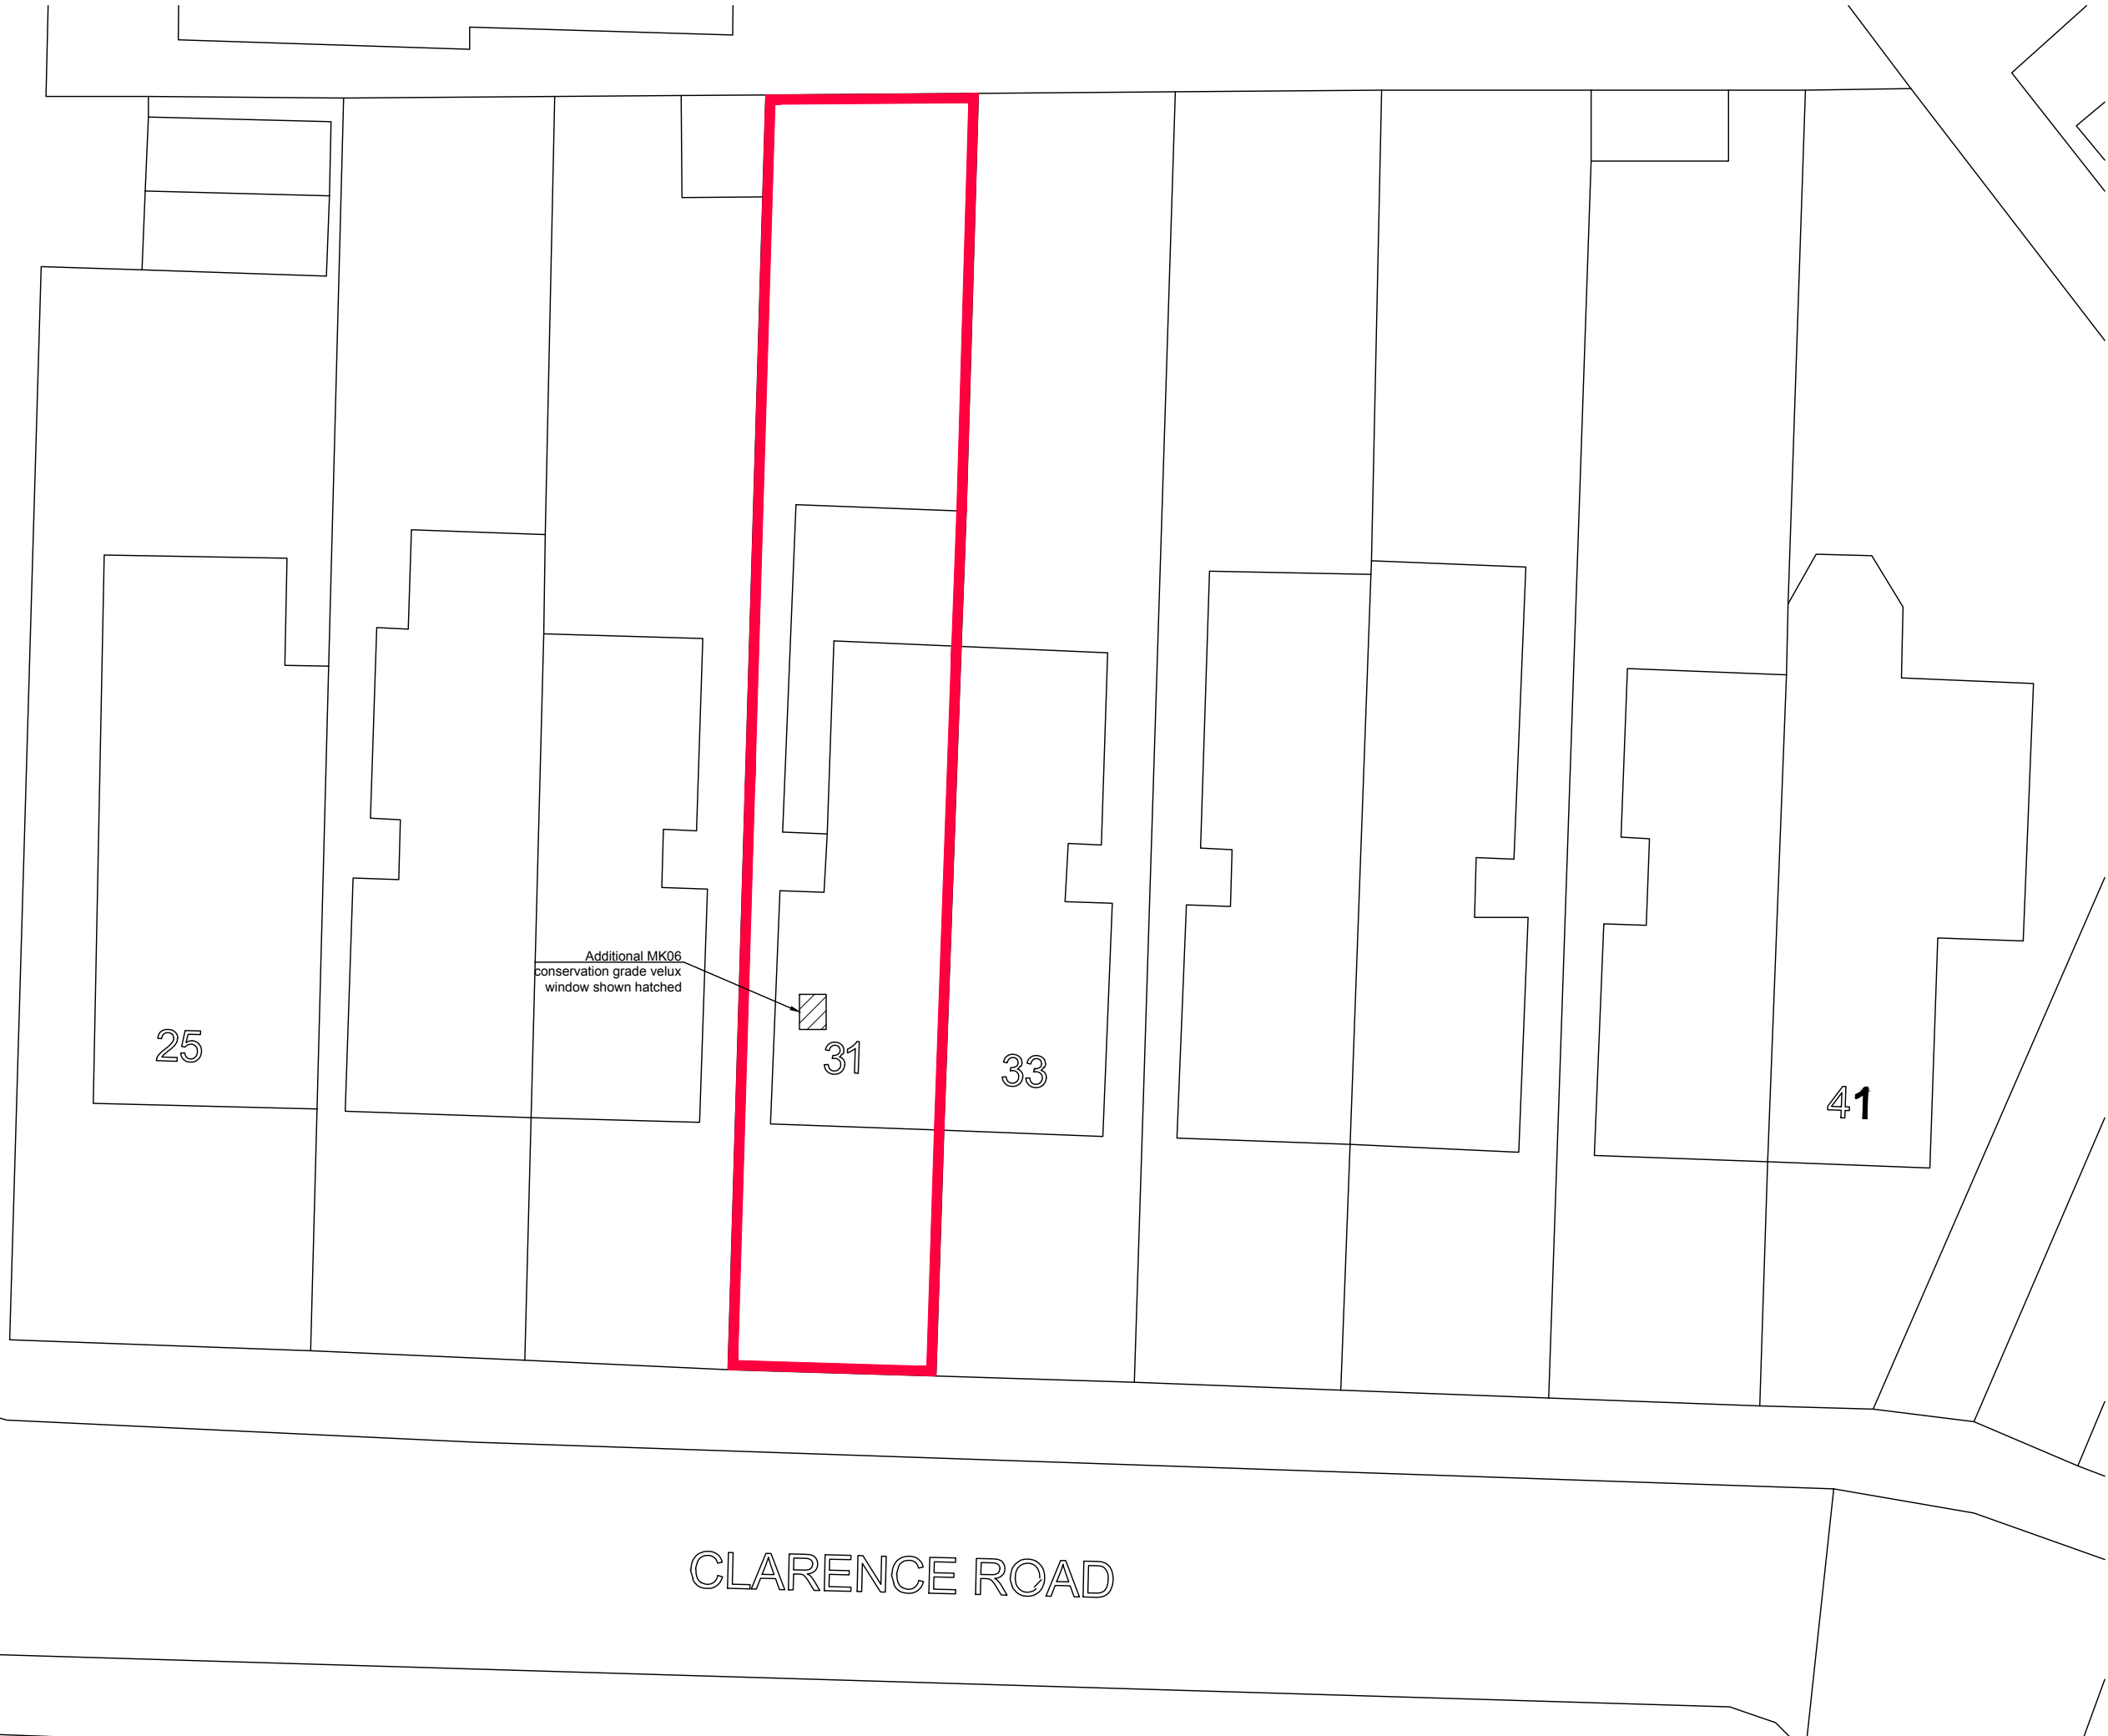 Additional MK06
conservation grade velux
window shown hatched
25
31
33
41
CLARENCE ROAD